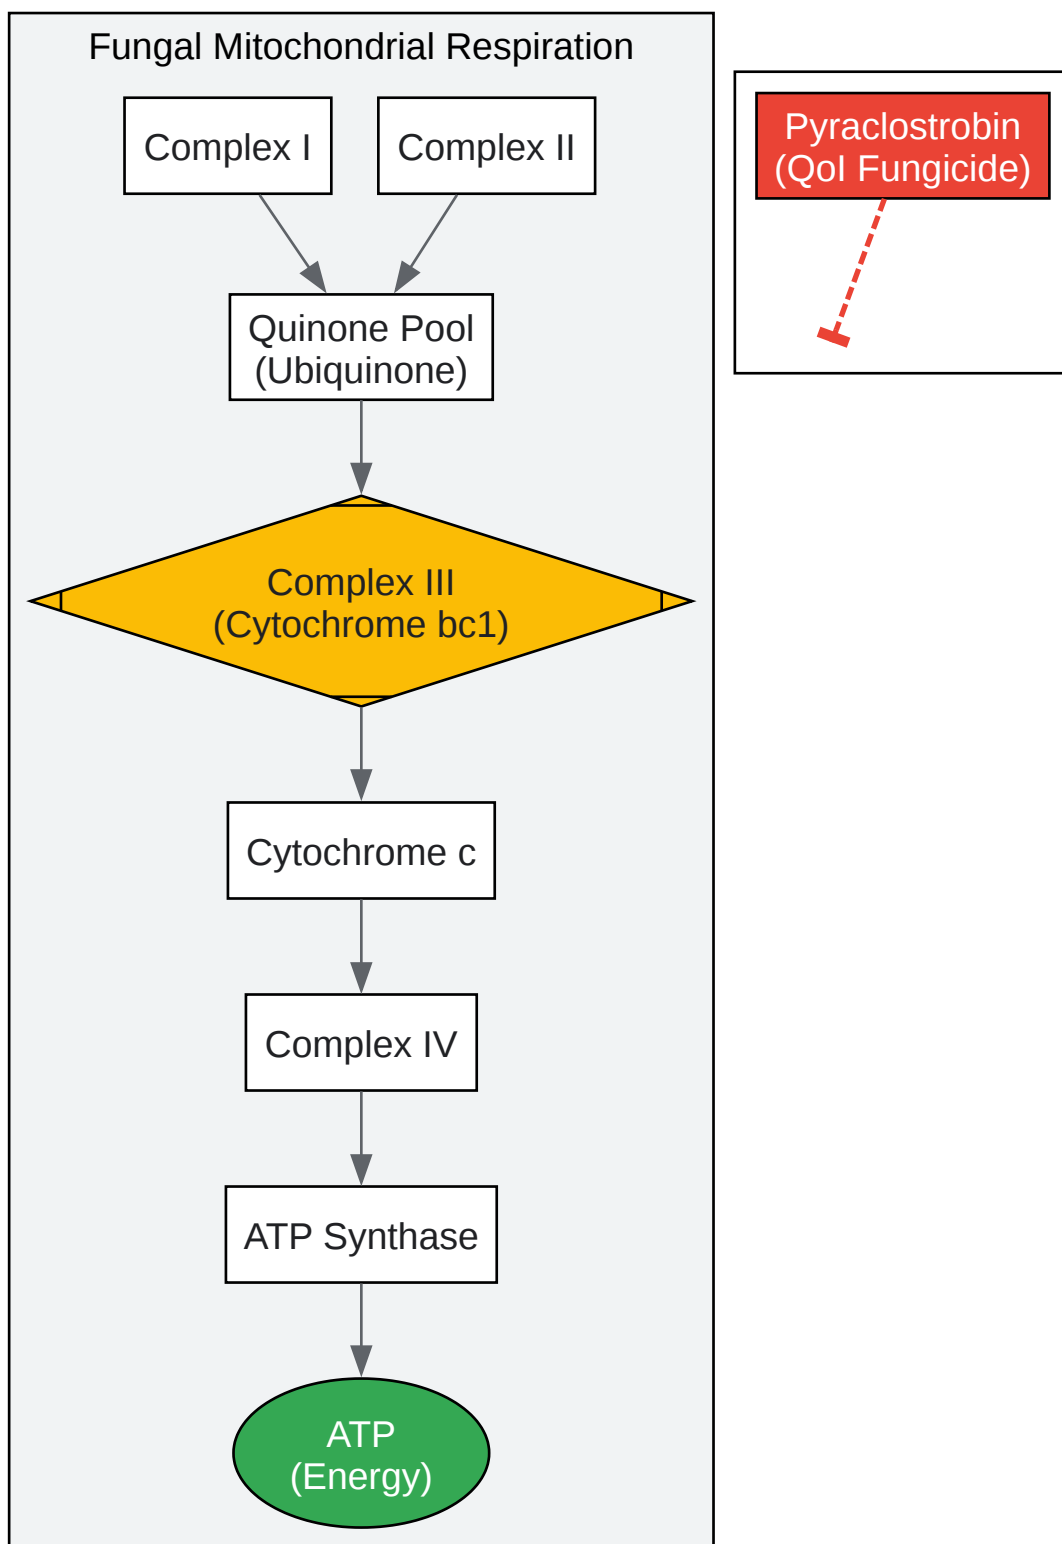 Fungal Mitochondrial Respiration
Complex I
Complex II
Quinone Pool
(Ubiquinone)
Complex III
(Cytochrome bc1)
Cytochrome c
Complex IV
ATP Synthase
ATP
(Energy)
Pyraclostrobin
(QoI Fungicide)